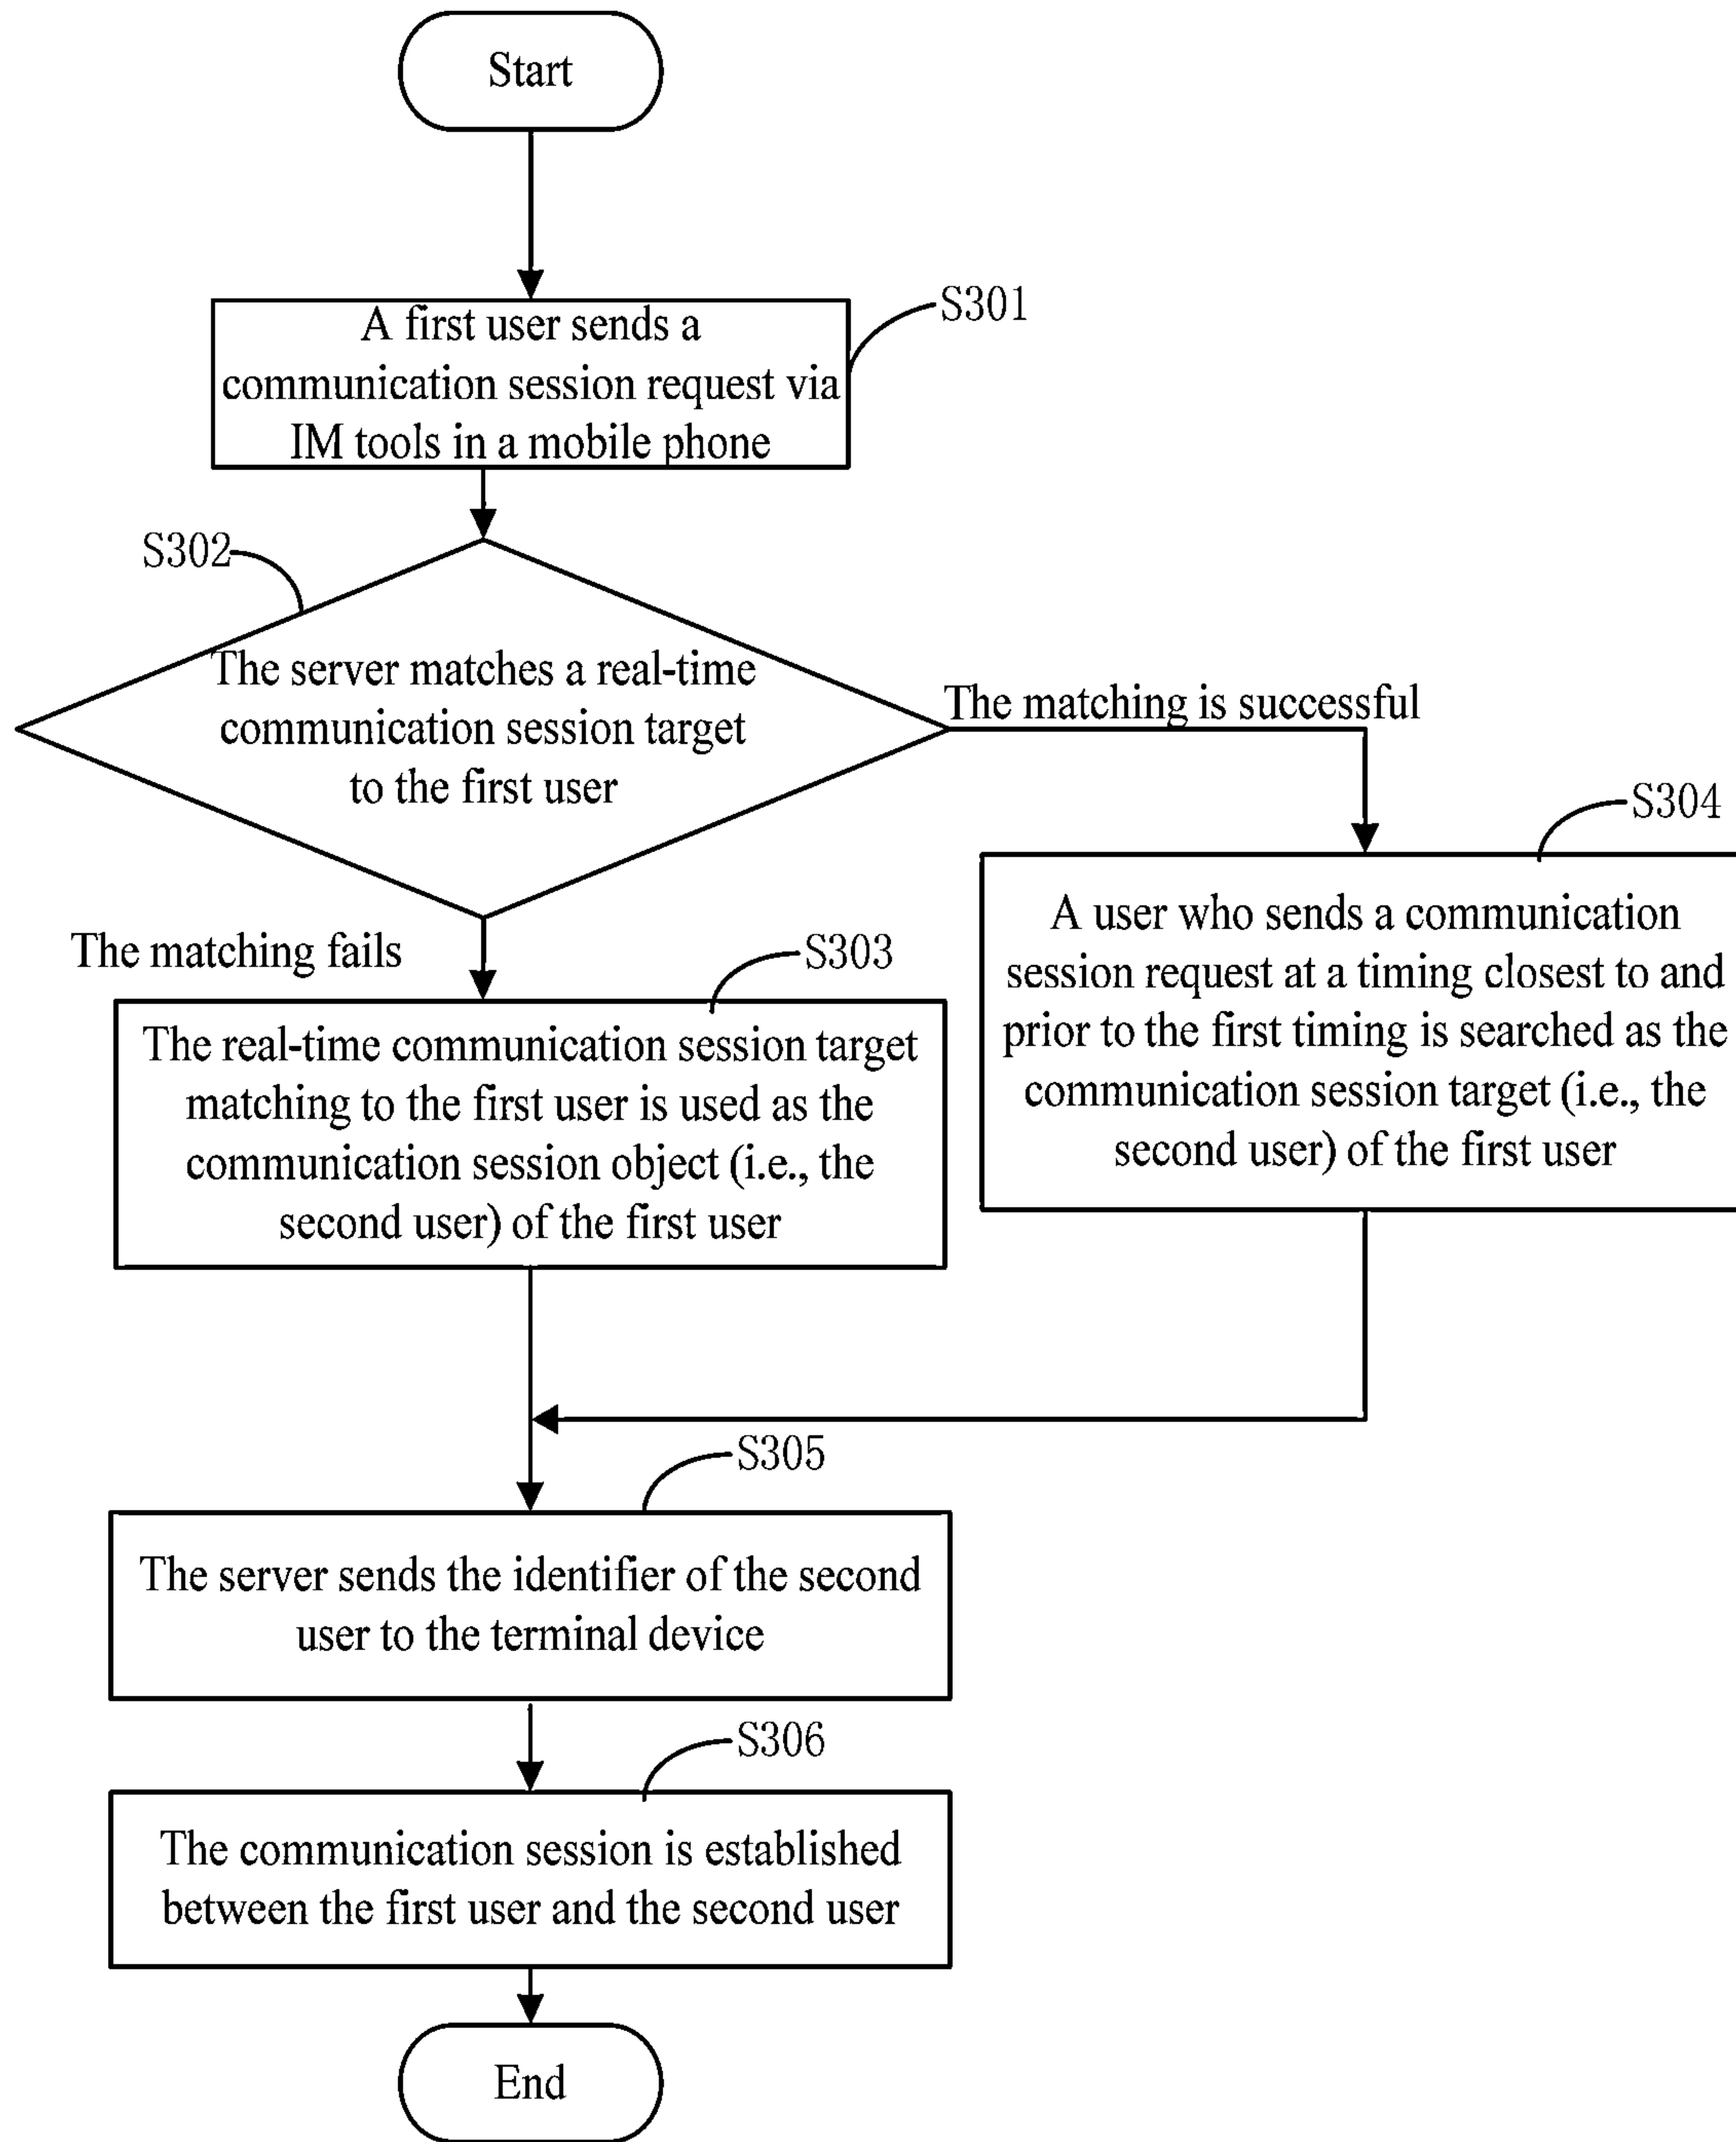 Start
A first user sends a
communication session request via
IM tools in a mobile phone
S301
S302
The server matches a real-time
communication session target
to the first user
The matching is successful
The matching fails
S303
The real-time communication session target
matching to the first user is used as the
communication session object (i.e., the
second user) of the first user
S304
A user who sends a communication
session request at a timing closest to and
prior to the first timing is searched as the
communication session target (i.e., the
second user) of the first user
S305
The server sends the identifier of the second
user to the terminal device
S306
The communication session is established
between the first user and the second user
End